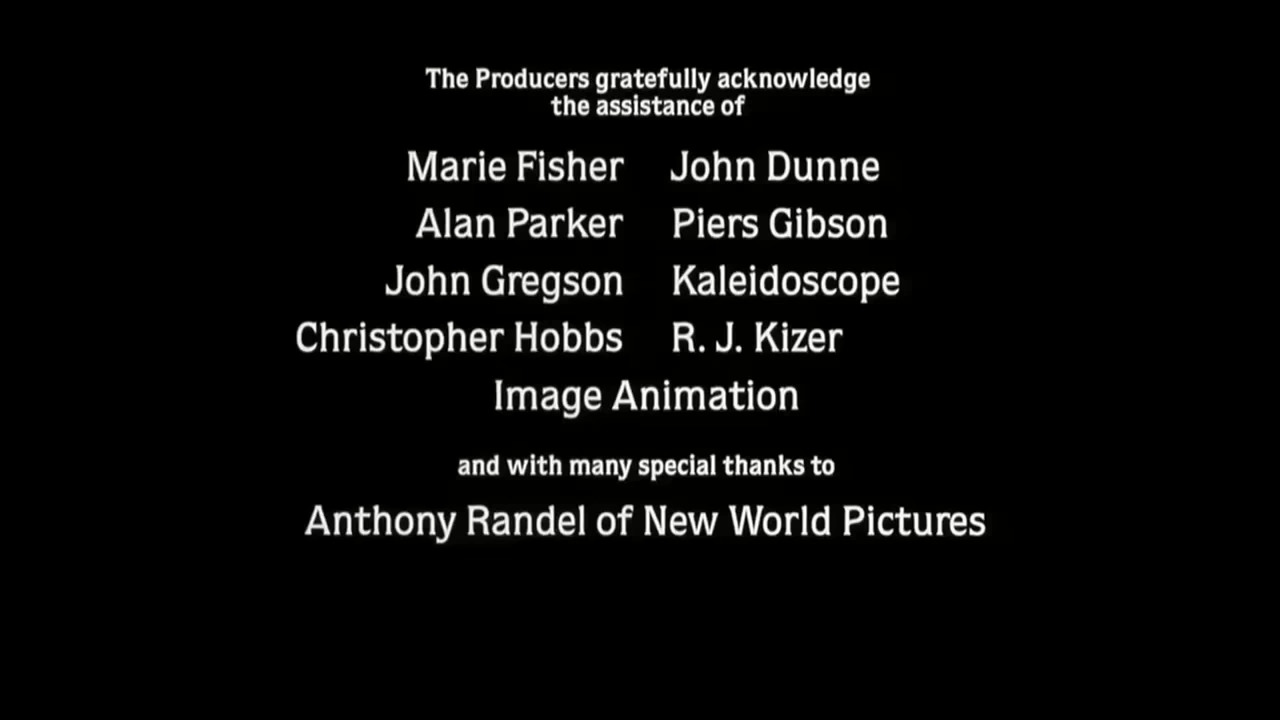 The Producers gratefully acknowledge
the assistance of
Marie Fisher John Dunne
Alan Parker Piers Gibson
John Gregson Kaleidoscope
Christopher Hobbs R. J. Kizer
Image Animation
and with many special thanks to
Anthony Randel of New World Pictures